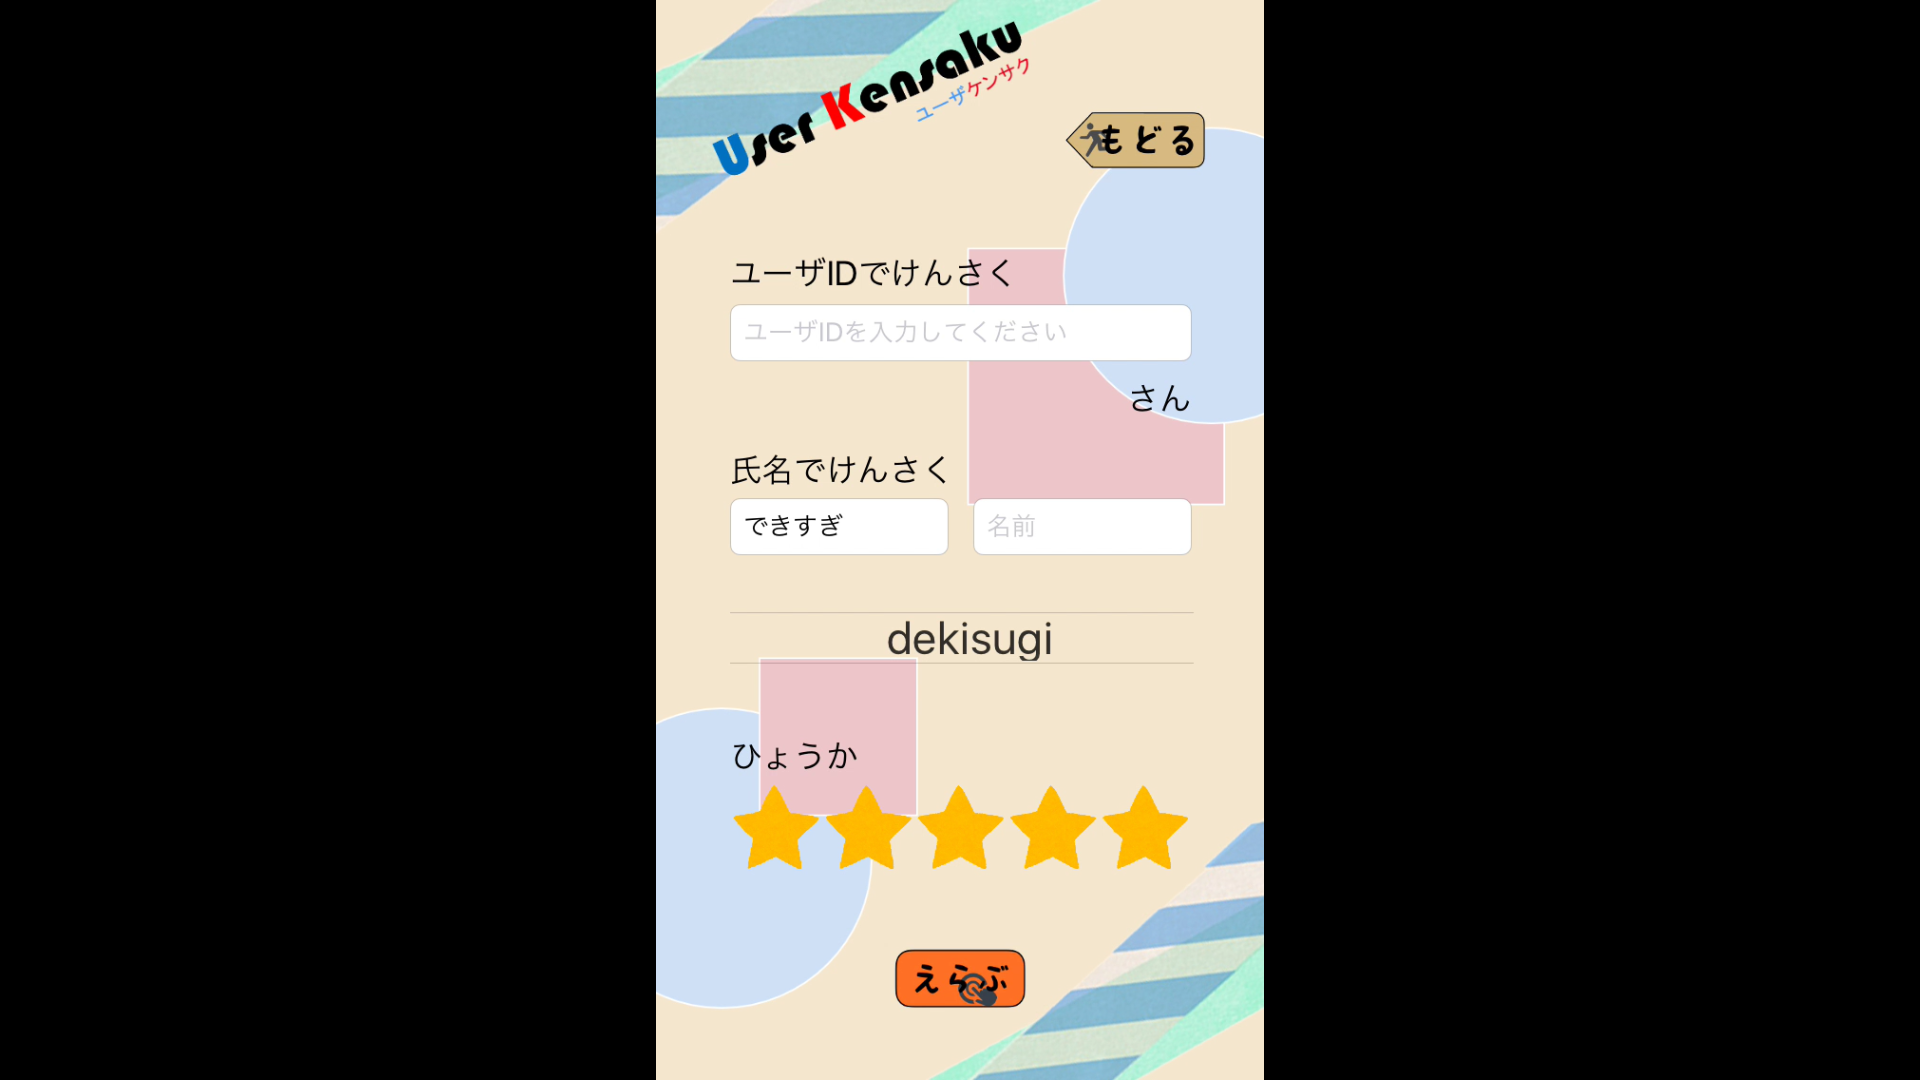 User Kensaku
ユーザケンサク
もどる
ユーザIDでけんさく
ユーザIDを入力してください
さん
氏名でけんさく
できすぎ 名前
dekisugi
ひょうか
えらぶ